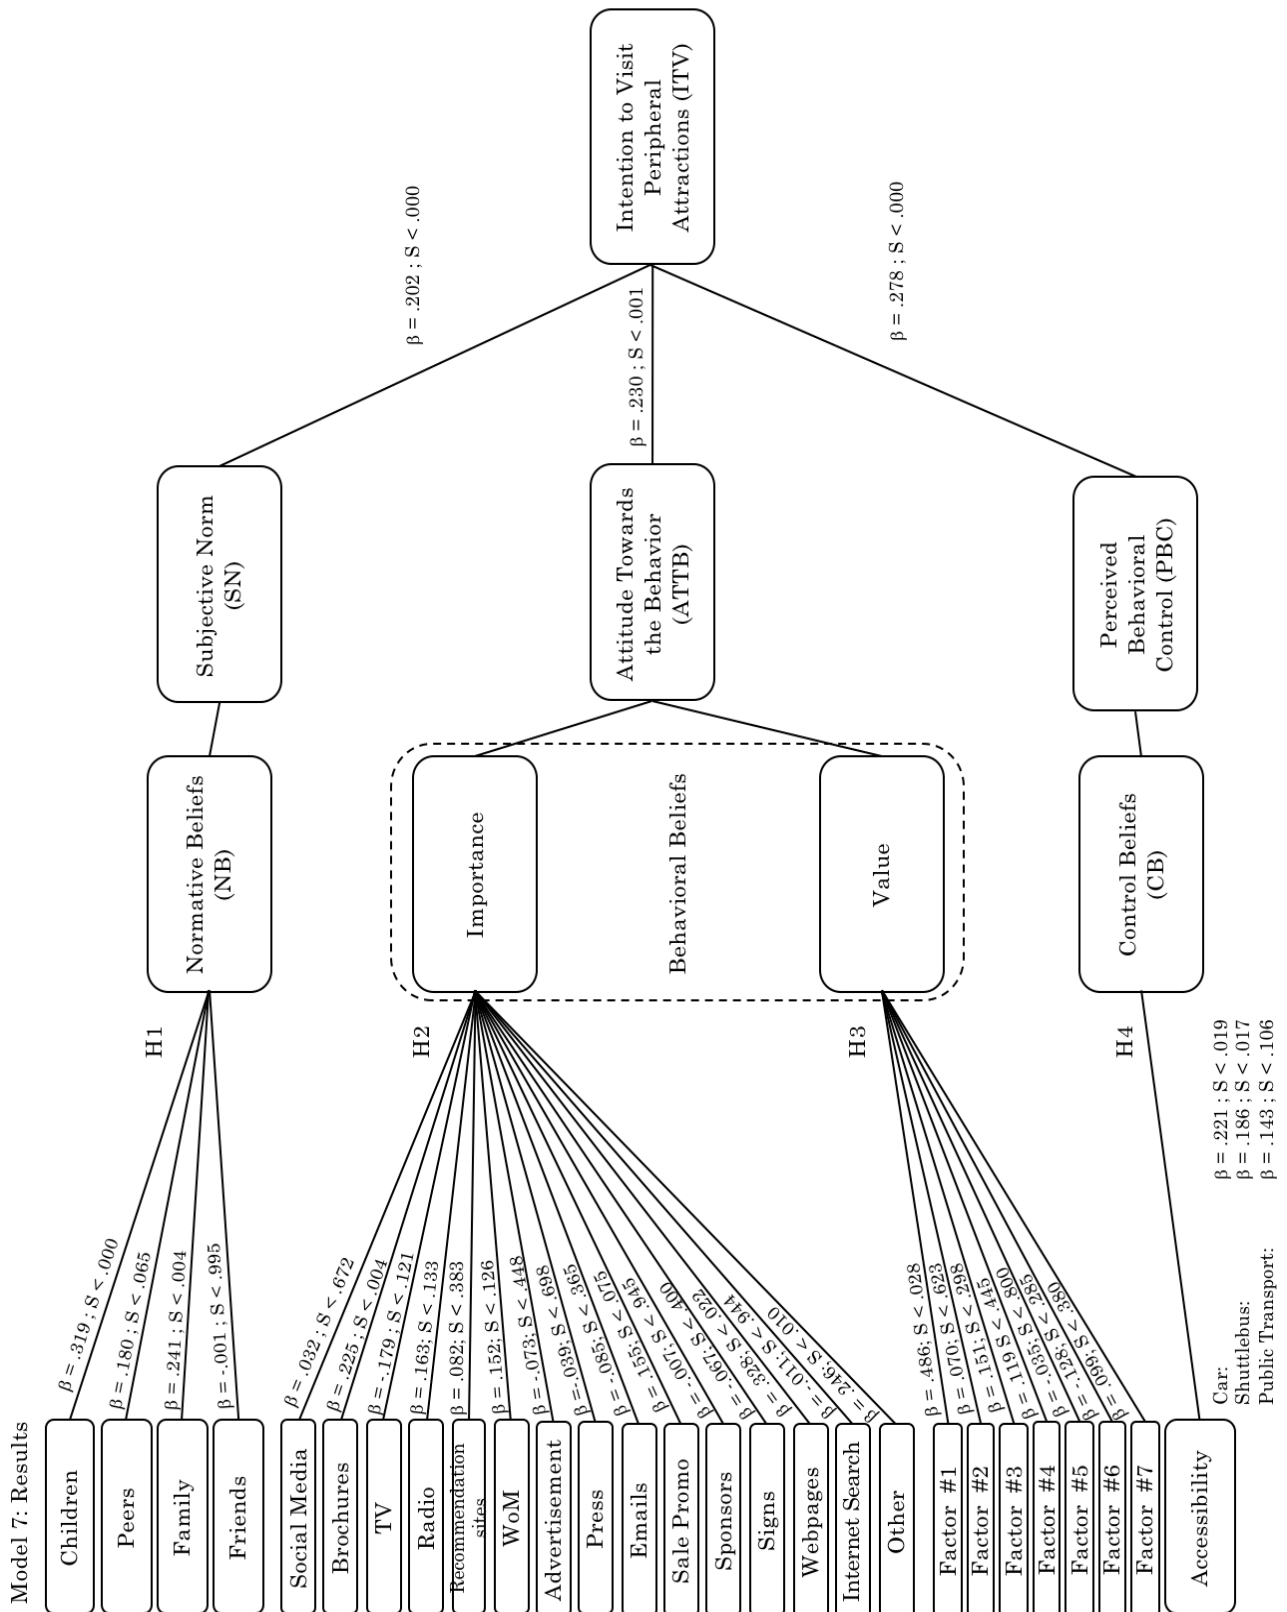 Model 7: Results
Children
β = .319 ; S < .000
Peers
β = .180 ; S < .065
Family
β = .241 ; S < .004
Friends
β = -.001 ; S < .995
H1
Normative Beliefs
(NB)
Subjective Norm
(SN)
β = .202 ; S < .000
Social Media
β = .032 ; S < .672
Brochures
β = .225 ; S < .004
TV
β = -.179 ; S < .121
Radio
β = .163; S < .133
Recommendation
sites
β = .082; S < .383
WoM
β = .152; S < .126
Advertisement
β = -.073; S < .448
Press
β =-.039; S < .698
Emails
β = -.085; S < .365
Sale Promo
β = .155; S < .075
Sponsors
β = -.007; S < .945
Signs
β = -.067; S < .400
Webpages
β = .328; S < .022
Internet Search
β = -.011; S < .944
Other
β = .246; S < .010
H2
Importance
Behavioral Beliefs
Value
Attitude Towards
the Behavior
(ATTB)
β = .230 ; S < .001
Intention to Visit
Peripheral
Attractions (ITV)
H3
Factor #1
β = .486; S < .028
Factor #2
β = .070; S < .623
Factor #3
β = .151; S < .298
Factor #4
β = .119 S < .445
Factor #5
β = -.035; S < .800
Factor #6
β = -.128; S < .285
Factor #7
β = .099; S < .380
β = .278 ; S < .000
H4
Control Beliefs
(CB)
Perceived
Behavioral
Control (PBC)
Accessibility
Car: β = .221 ; S < .019
Shuttlebus: β = .186 ; S < .017
Public Transport: β = .143 ; S < .106